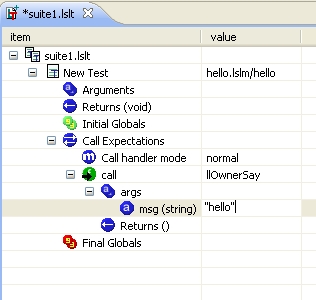 *suite1.lslt
item value
suite1.lslt
New Test hello.lslm/hello
Arguments
Returns (void)
Initial Globals
Call Expectations
Call handler mode normal
call llOwnerSay
args
msg (string) "hello"
Returns ()
Final Globals